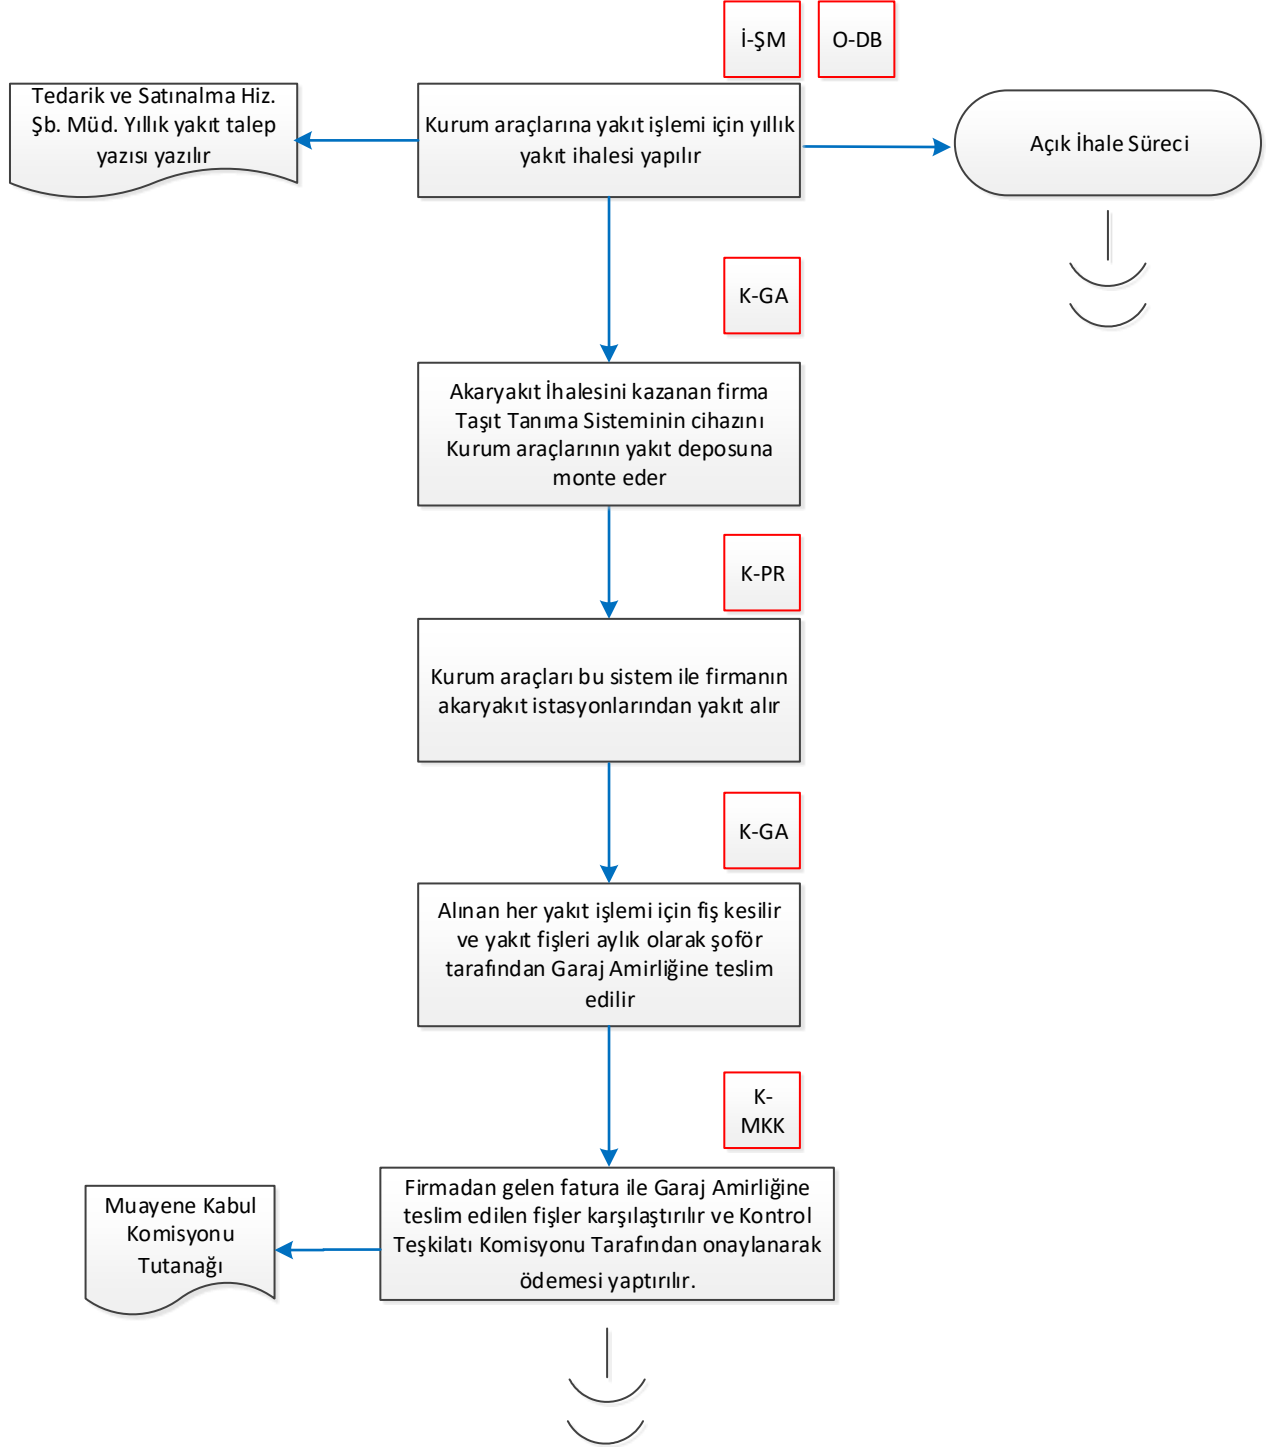 İ-ŞM
O-DB
Tedarik ve Satınalma Hiz.
Şb. Müd. Yıllık yakıt talep
yazısı yazılır
Kurum araçlarına yakıt işlemi için yıllık
yakıt ihalesi yapılır
Açık İhale Süreci
K-GA
Akaryakıt İhalesini kazanan firma
Taşıt Tanıma Sisteminin cihazını
Kurum araçlarının yakıt deposuna
monte eder
K-PR
Kurum araçları bu sistem ile firmanın
akaryakıt istasyonlarından yakıt alır
K-GA
Alınan her yakıt işlemi için fiş kesilir
ve yakıt fişleri aylık olarak şoför
tarafından Garaj Amirliğine teslim
edilir
K-
MKK
Firmadan gelen fatura ile Garaj Amirliğine
teslim edilen fişler karşılaştırılır ve Kontrol
Teşkilatı Komisyonu Tarafından onaylanarak
ödemesi yaptırılır.
Muayene Kabul
Komisyonu
Tutanağı